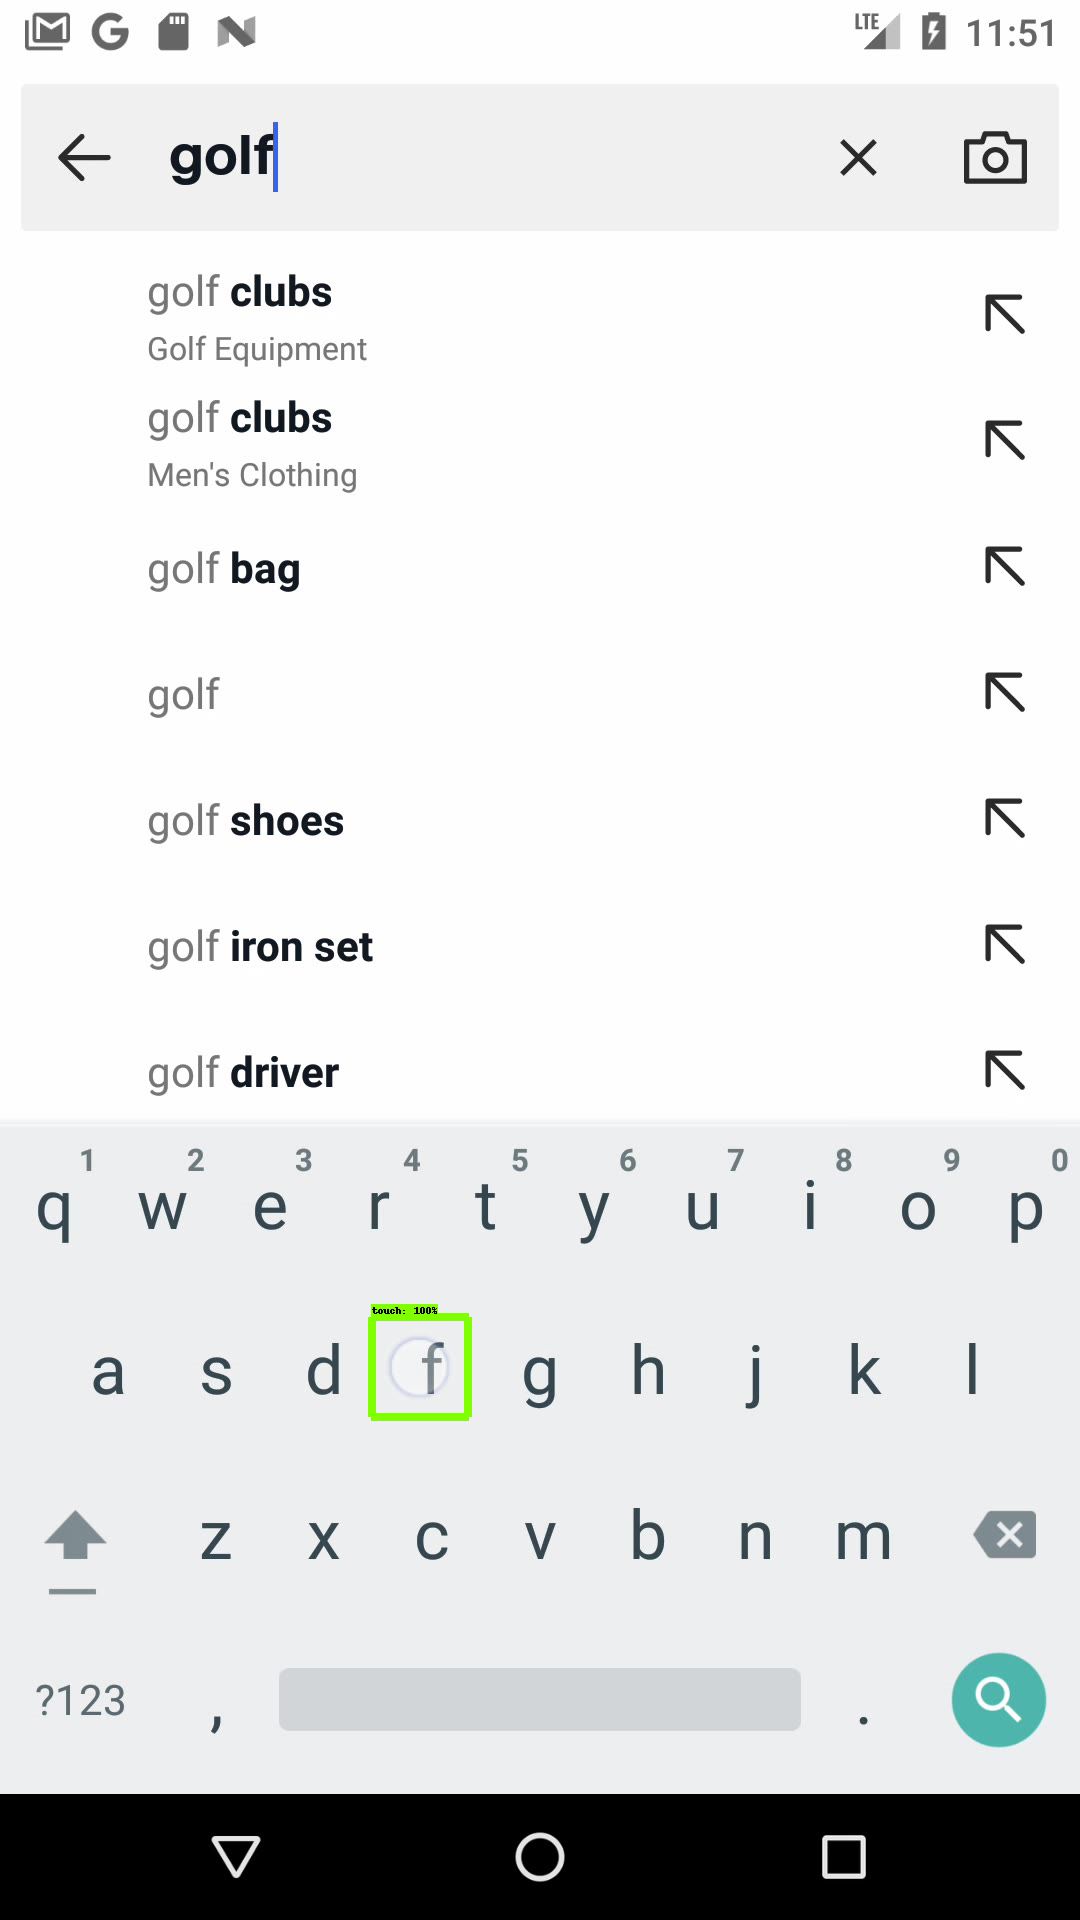 LTE 11:51
golf
golf clubs
Golf Equipment
golf clubs
Men's Clothing
golf bag
golf
golf shoes
golf iron set
golf driver
1 2 3 4 5 6 7 8 9 0
q w e r t y u i o p
touch: 100%
a s d f g h j k l
z x c v b n m
?123 , .